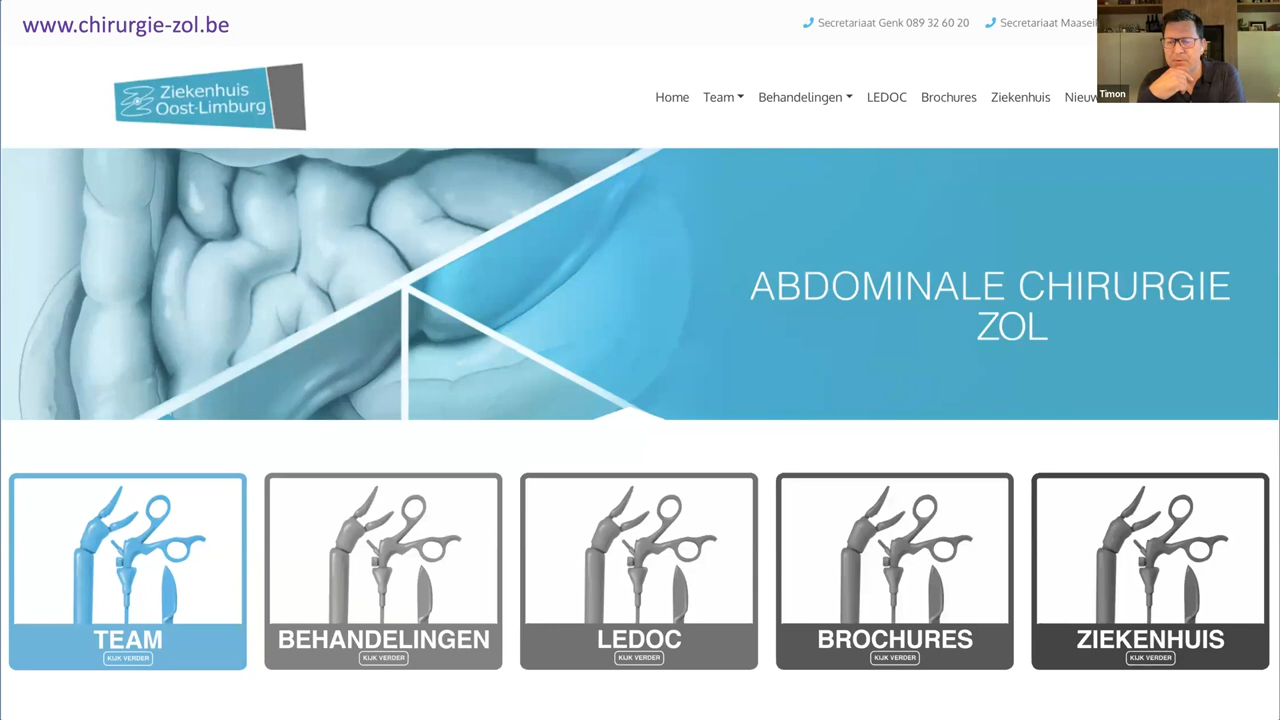 www.chirurgie-zol.be
Secretariaat Genk 089 32 60 20
Secretariaat
Timon
Ziekenhuis
Oost-Limburg
Home Team Behandelingen LEDOC Brochures Ziekenhuis
ABDOMINALE CHIRURGIE
ZOL
TEAM
KIJK VERDER
BEHANDELINGEN
KIJK VERDER
LEDOC
KIJK VERDER
BROCHURES
KIJK VERDER
ZIEKENHUIS
KIJK VERDER